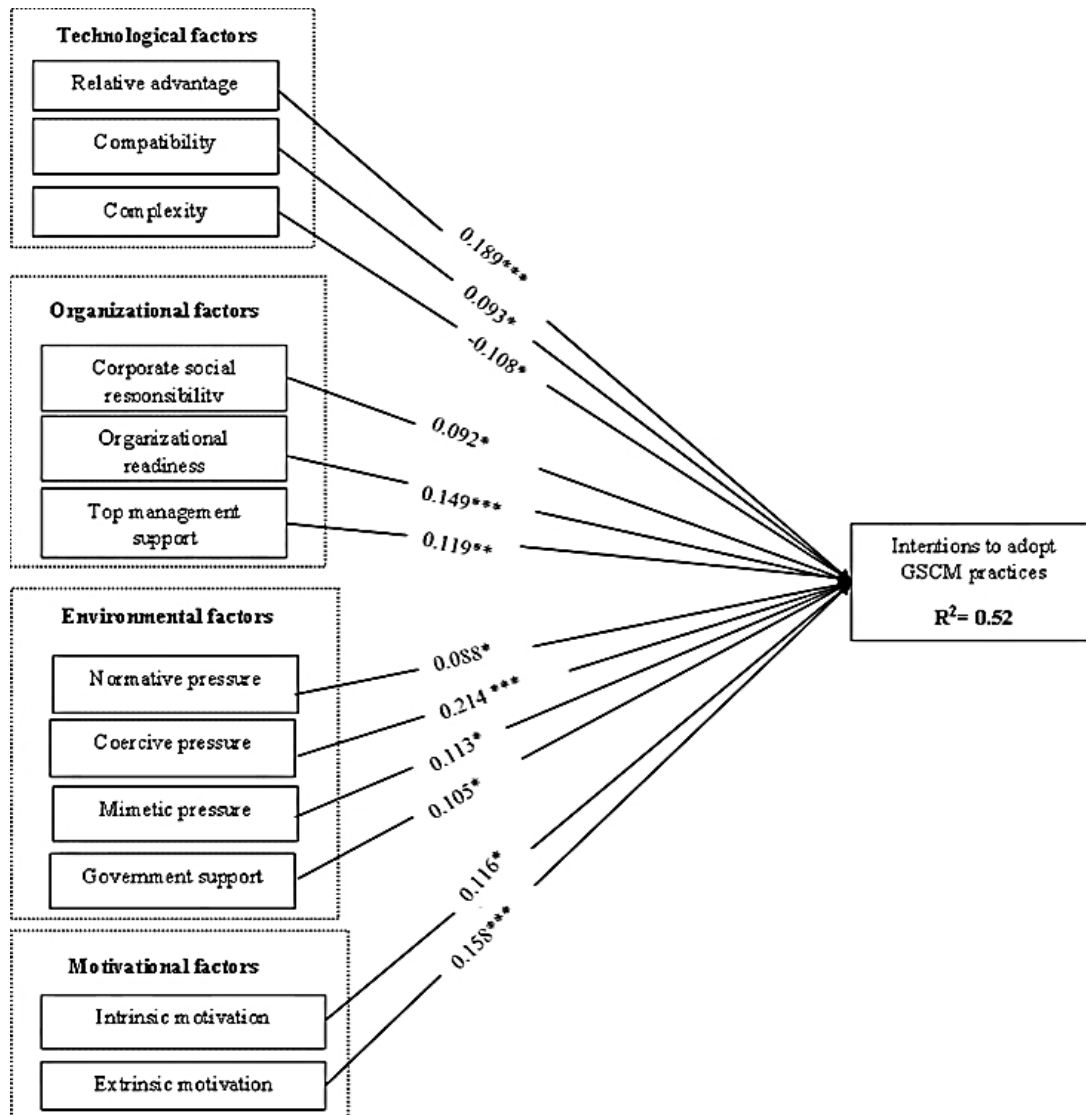 Technological factors
Relative advantage
Compatibility
Complexity
0.189***
0.093*
-0.108*
Organizational factors
Corporate social
responsibility
Organizational
readiness
Top management
support
0.092*
0.149***
0.119**
Intentions to adopt
GSCM practices
R²= 0.52
Environmental factors
Normative pressure
Coercive pressure
Mimetic pressure
Government support
0.088*
0.214 ***
0.113*
0.105*
Motivational factors
Intrinsic motivation
Extrinsic motivation
0.116*
0.158***